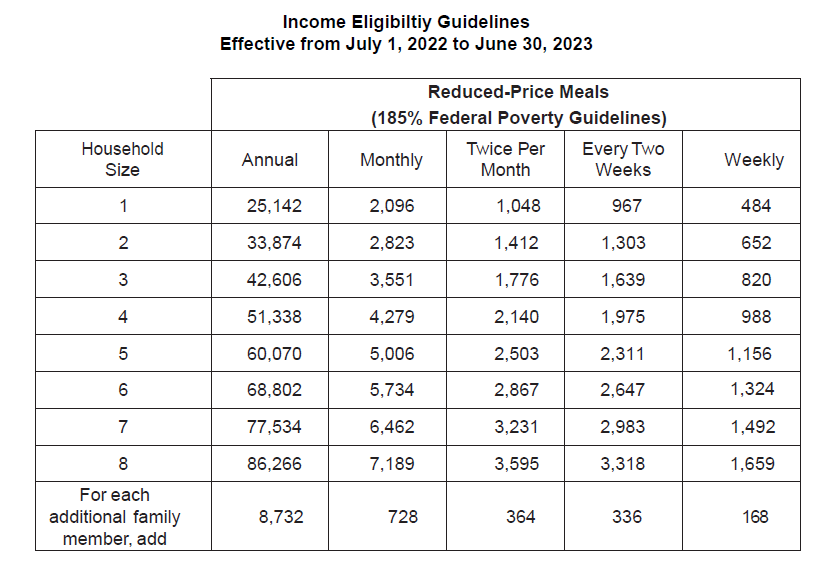 Income Eligibiltiy Guidelines
Effective from July 1, 2022 to June 30, 2023
Reduced-Price Meals
(185% Federal Poverty Guidelines)
Household Size Annual Monthly Twice Per Month Every Two Weeks Weekly
1 25,142 2,096 1,048 967 484
2 33,874 2,823 1,412 1,303 652
3 42,606 3,551 1,776 1,639 820
4 51,338 4,279 2,140 1,975 988
5 60,070 5,006 2,503 2,311 1,156
6 68,802 5,734 2,867 2,647 1,324
7 77,534 6,462 3,231 2,983 1,492
8 86,266 7,189 3,595 3,318 1,659
For each additional family member, add 8,732 728 364 336 168